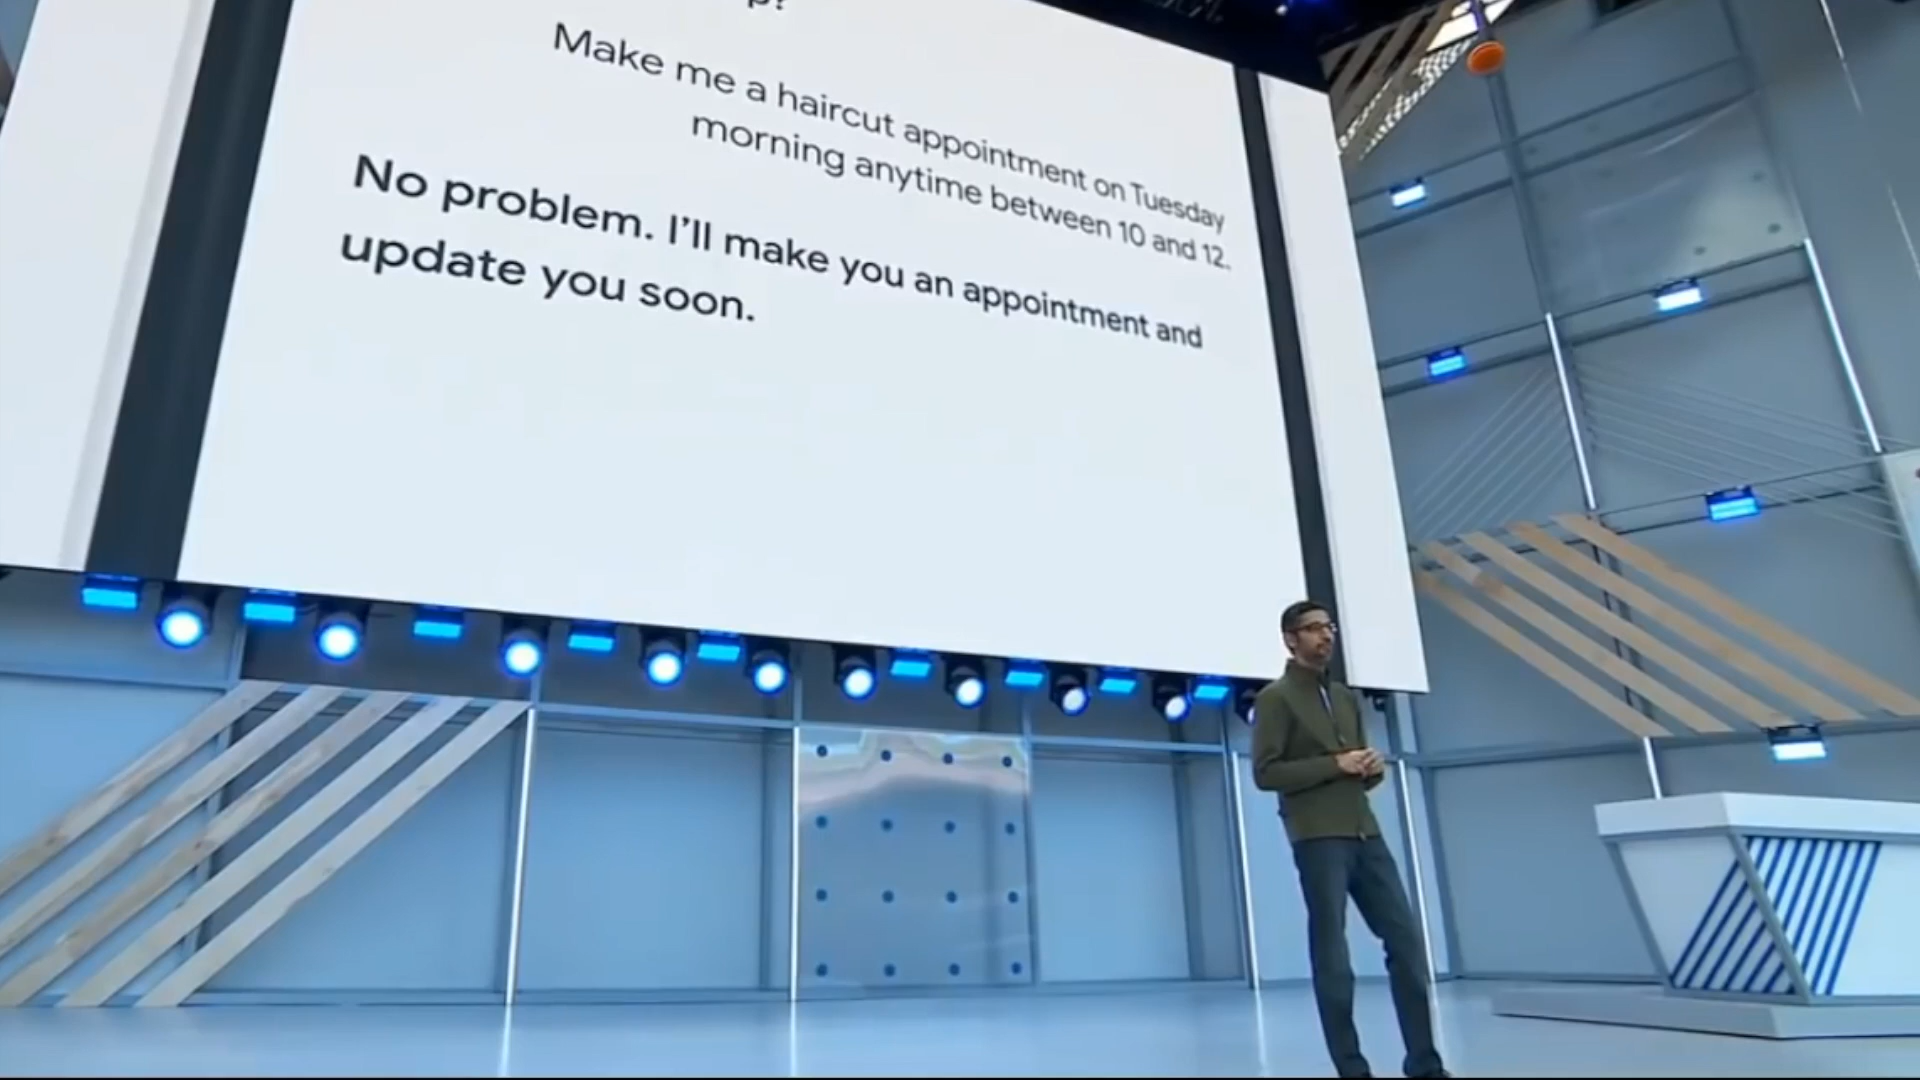 Make me a haircut appointment on Tuesday
morning anytime between 10 and 12.
No problem. I'll make you an appointment and
update you soon.